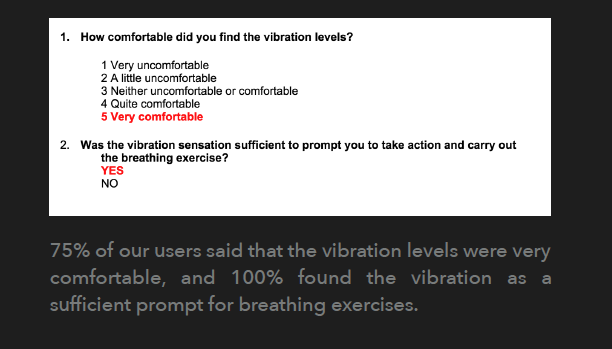 1. How comfortable did you find the vibration levels?
1 Very uncomfortable
2 A little uncomfortable
3 Neither uncomfortable or comfortable
4 Quite comfortable
5 Very comfortable
2. Was the vibration sensation sufficient to prompt you to take action and carry out
the breathing exercise?
YES
NO
75% of our users said that the vibration levels were very
comfortable, and 100% found the vibration as a
sufficient prompt for breathing exercises.